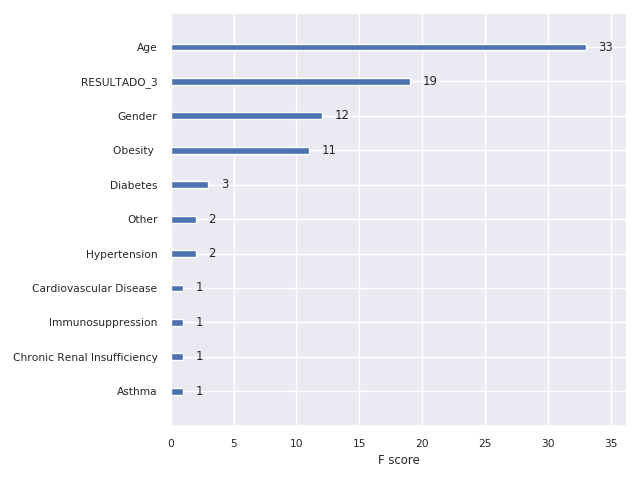 Age 33
RESULTADO_3 19
Gender 12
Obesity 11
Diabetes 3
Other 2
Hypertension 2
Cardiovascular Disease 1
Immunosuppression 1
Chronic Renal Insufficiency 1
Asthma 1
0 5 10 15 20 25 30 35
F score